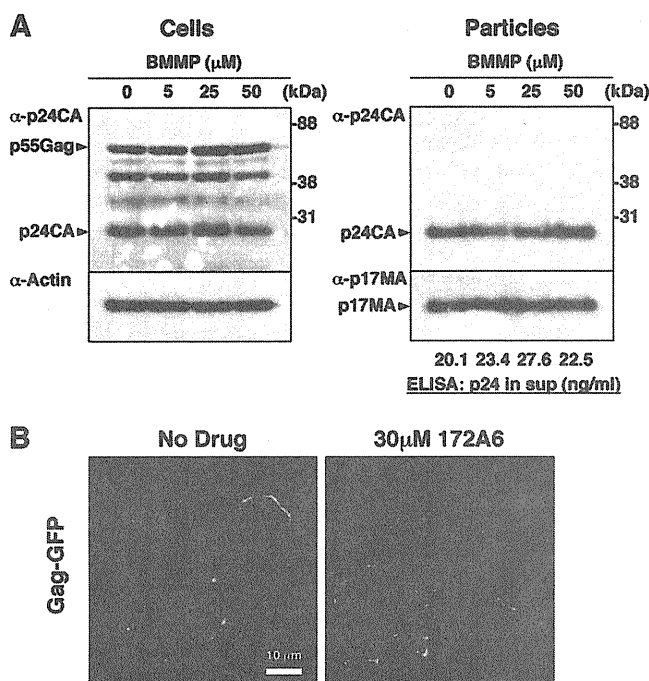 A
Cells
BMMP (μM)
0 5 25 50 (kDa)
α-p24CA
-88
p55Gag
-38
-31
p24CA
α-Actin
Particles
BMMP (μM)
0 5 25 50 (kDa)
α-p24CA
-88
-38
-31
p24CA
α-p17MA
p17MA
20.1 23.4 27.6 22.5
ELISA: p24 in sup (ng/ml)
B
No Drug
30μM 172A6
Gag-GFP
10 μm